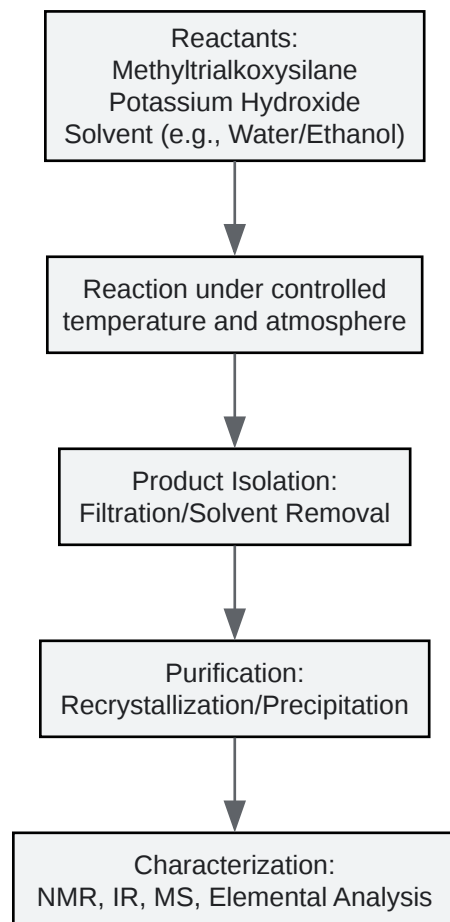 Reactants:
Methyltrialkoxysilane
Potassium Hydroxide
Solvent (e.g., Water/Ethanol)
Reaction under controlled
temperature and atmosphere
Product Isolation:
Filtration/Solvent Removal
Purification:
Recrystallization/Precipitation
Characterization:
NMR, IR, MS, Elemental Analysis